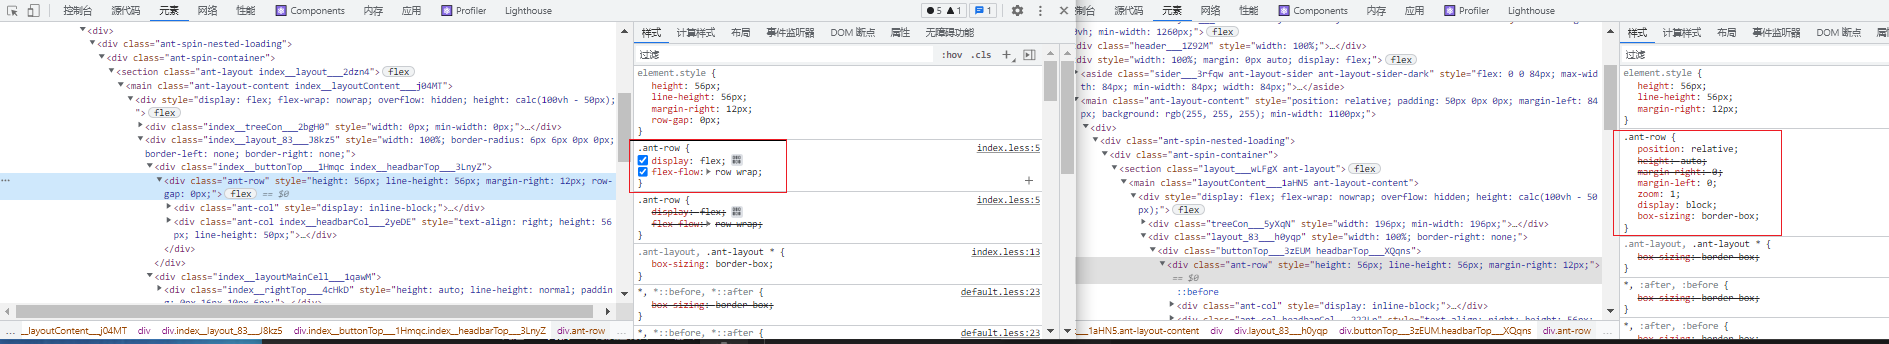 控制台 源代码 元素 网络 性能 Components 内存 应用 Profiler Lighthouse 5 1 1
<div>
<div class="ant-spin-nested-loading">
<div class="ant-spin-container">
<section class="ant-layout index__layout___2dzn4"> flex
<main class="ant-layout-content index__layoutContent___j04MT">
<div style="display: flex; flex-wrap: nowrap; overflow: hidden; height: calc(100vh - 50px);
"> flex
<div class="index__treeCon___2bgH0" style="width: 0px; min-width: 0px;">…</div>
<div class="index__layout_83___J8kz5" style="width: 100%; border-radius: 6px 6px 0px 0px;
border-left: none; border-right: none;">
<div class="index__buttonTop___1Hmqc index__headbarTop___3LnyZ">
… <div class="ant-row" style="height: 56px; line-height: 56px; margin-right: 12px; row-
gap: 0px;"> flex == $0
<div class="ant-col" style="display: inline-block;">…</div>
<div class="ant-col index__headbarCol___2yeDE" style="text-align: right; height: 56
px; line-height: 50px;">…</div>
</div>
</div>
<div class="index__layoutMainCell___1qawM">
<div class="index__rightTop___4cHkD" style="height: auto; line-height: normal; paddin
g: 0px 16px 10px 6px;">…</div>
… __layoutContent___j04MT div div.index__layout_83___J8kz5 div.index__buttonTop___1Hmqc.index__headbarTop___3LnyZ div.ant-row
样式 计算样式 布局 事件监听器 DOM 断点 属性 无障碍功能
过滤 :hov .cls +
element.style {
height: 56px;
line-height: 56px;
margin-right: 12px;
row-gap: 0px;
}
.ant-row { index.less:5
display: flex;
flex-flow: row wrap;
} +
.ant-row { index.less:5
display: flex;
flex-flow: row wrap;
}
.ant-layout, .ant-layout * { index.less:13
box-sizing: border-box;
}
*, *::before, *::after { default.less:23
box-sizing: border-box;
}
*, *::before, *::after { default.less:23
制台 源代码 元素 网络 性能 Components 内存 应用 Profiler Lighthouse
0vh; min-width: 1260px;"> flex
div class="header___1Z92M" style="width: 100%;">…</div>
div style="width: 100%; margin: 0px auto; display: flex;"> flex
<aside class="sider___3rfqw ant-layout-sider ant-layout-sider-dark" style="flex: 0 0 84px; max-wid
th: 84px; min-width: 84px; width: 84px;">…</aside>
<main class="ant-layout-content" style="position: relative; padding: 50px 0px 0px; margin-left: 84
px; background: rgb(255, 255, 255); min-width: 1100px;">
<div>
<div class="ant-spin-nested-loading">
<div class="ant-spin-container">
<section class="layout___wLFgX ant-layout"> flex
<main class="layoutContent___1aHN5 ant-layout-content">
<div style="display: flex; flex-wrap: nowrap; overflow: hidden; height: calc(100vh - 50
px);"> flex
<div class="treeCon___5yXqN" style="width: 196px; min-width: 196px;">…</div>
<div class="layout_83___h0yqp" style="width: 100%; border-right: none;">
<div class="buttonTop___3zEUM headbarTop___XQqns">
<div class="ant-row" style="height: 56px; line-height: 56px; margin-right: 12px;">
== $0
::before
<div class="ant-col" style="display: inline-block;">…</div>
___1aHN5.ant-layout-content div div.layout_83___h0yqp div.buttonTop___3zEUM.headbarTop___XQqns div.ant-row …
样式 计算样式 布局 事件监听器 DOM 断点
过滤
element.style {
height: 56px;
line-height: 56px;
margin-right: 12px;
}
.ant-row {
position: relative;
height: auto;
margin-right: 0;
margin-left: 0;
zoom: 1;
display: block;
box-sizing: border-box;
}
.ant-layout, .ant-layout * {
box-sizing: border-box;
}
*, :after, :before {
box-sizing: border-box;
}
*, :after, :before {